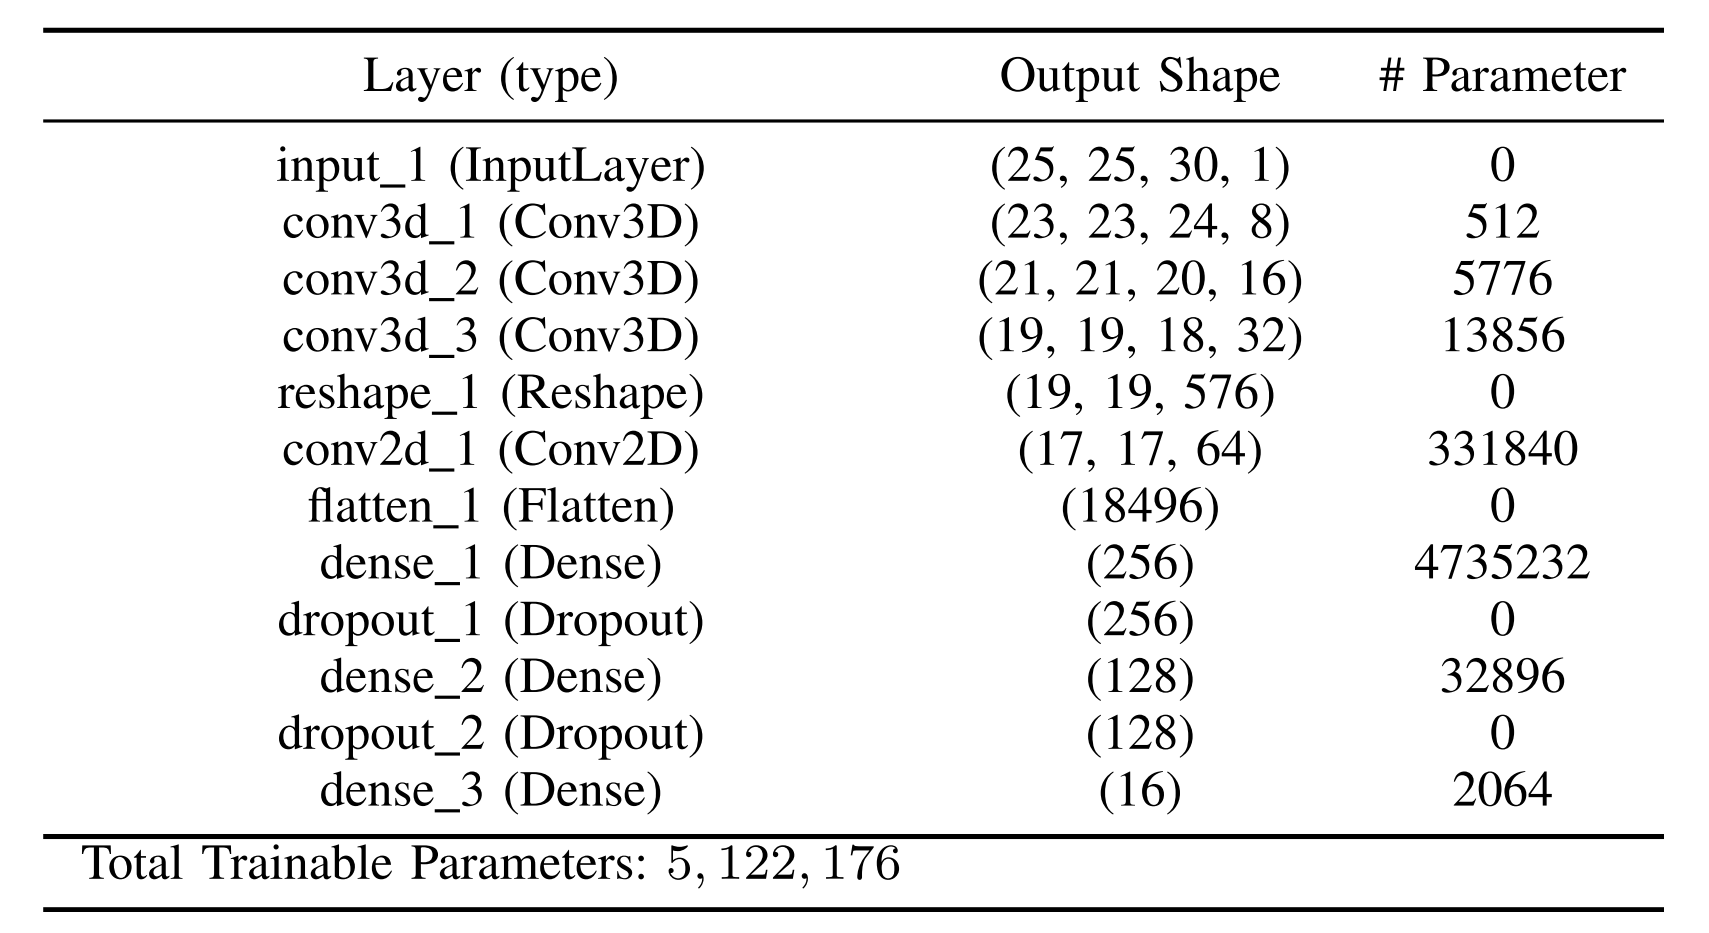 Layer (type) Output Shape # Parameter
input_1 (InputLayer) (25, 25, 30, 1) 0
conv3d_1 (Conv3D) (23, 23, 24, 8) 512
conv3d_2 (Conv3D) (21, 21, 20, 16) 5776
conv3d_3 (Conv3D) (19, 19, 18, 32) 13856
reshape_1 (Reshape) (19, 19, 576) 0
conv2d_1 (Conv2D) (17, 17, 64) 331840
flatten_1 (Flatten) (18496) 0
dense_1 (Dense) (256) 4735232
dropout_1 (Dropout) (256) 0
dense_2 (Dense) (128) 32896
dropout_2 (Dropout) (128) 0
dense_3 (Dense) (16) 2064
Total Trainable Parameters: 5, 122, 176